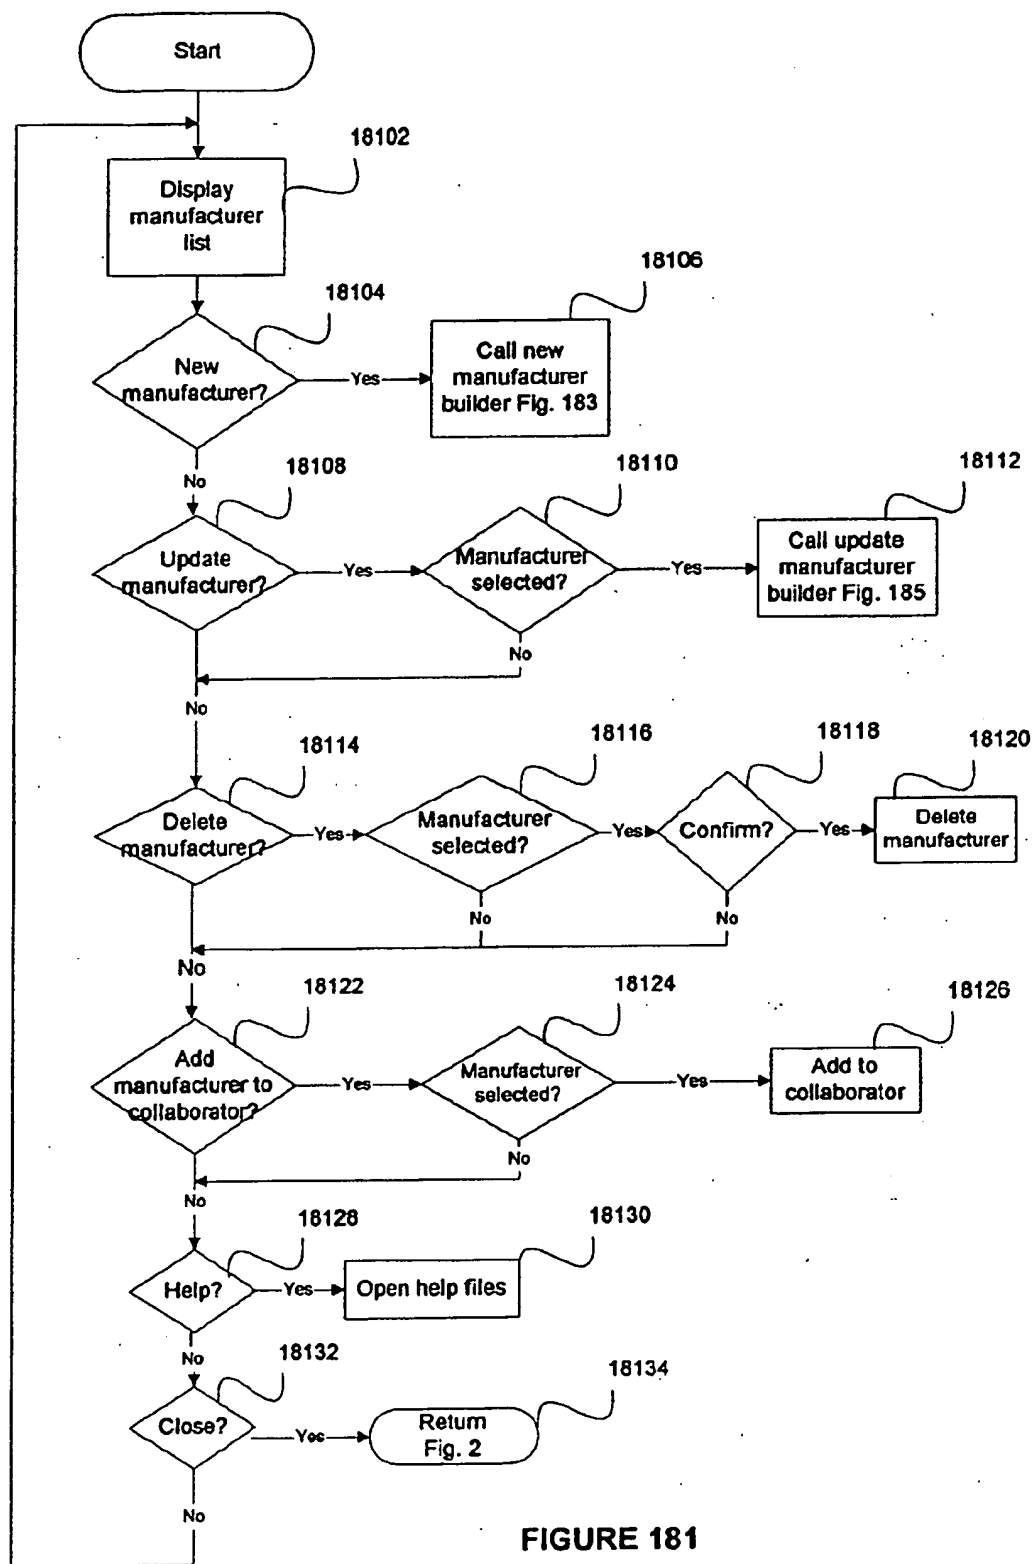 Start
18102
Display
manufacturer
list
18104
18106
New
manufacturer?
Yes
Call new
manufacturer
builder Fig. 183
No
18108
18110
18112
Update
manufacturer?
Yes
Manufacturer
selected?
Yes
Call update
manufacturer
builder Fig. 185
No
No
18114
18116
18118
18120
Delete
manufacturer?
Yes
Manufacturer
selected?
Yes
Confirm?
Yes
Delete
manufacturer
No
No
No
18122
18124
18126
Add
manufacturer to
collaborator?
Yes
Manufacturer
selected?
Yes
Add to
collaborator
No
No
18128
18130
Help?
Yes
Open help files
No
18132
18134
Close?
Yes
Return
Fig. 2
No
FIGURE 181